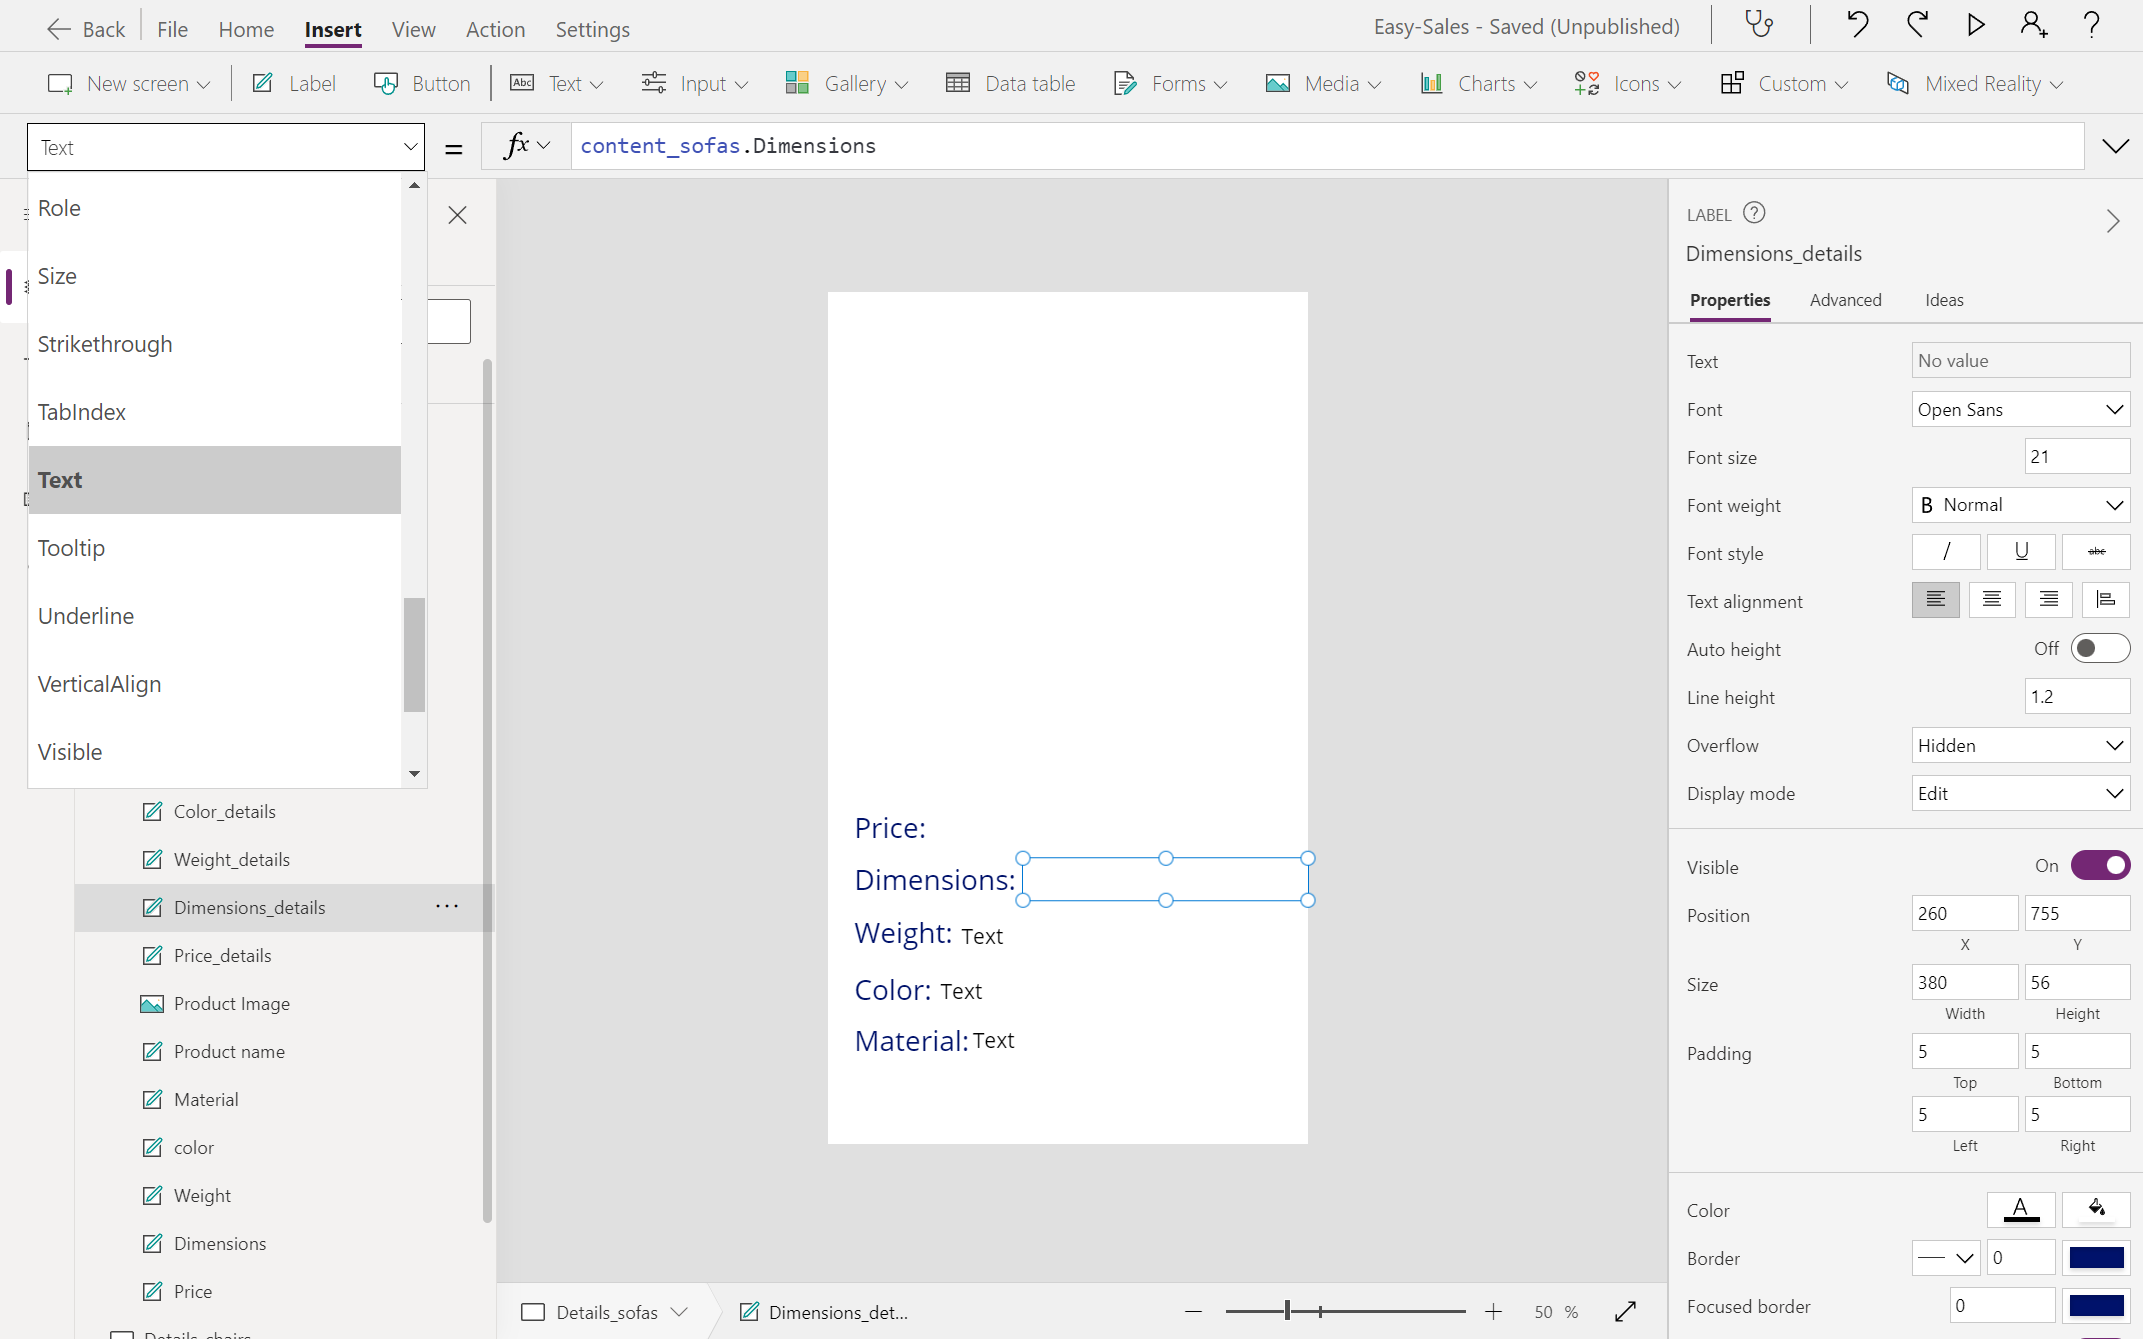 Back File Home Insert View Action Settings Easy-Sales - Saved (Unpublished)
New screen Label Button Abc Text Input Gallery Data table Forms Media Charts Icons Custom Mixed Reality
Text = fx content_sofas.Dimensions
Role
Size
Strikethrough
TabIndex
Text
Tooltip
Underline
VerticalAlign
Visible
Color_details
Weight_details
Dimensions_details ...
Price_details
Product Image
Product name
Material
color
Weight
Dimensions
Price
Price:
Dimensions:
Weight: Text
Color: Text
Material: Text
Details_sofas Dimensions_det... 50 %
LABEL ?
Dimensions_details
Properties Advanced Ideas
Text No value
Font Open Sans
Font size 21
Font weight B Normal
Font style / U abc
Text alignment
Auto height Off
Line height 1.2
Overflow Hidden
Display mode Edit
Visible On
Position 260 755
X Y
Size 380 56
Width Height
Padding 5 5
Top Bottom
5 5
Left Right
Color A
Border 0
Focused border 0